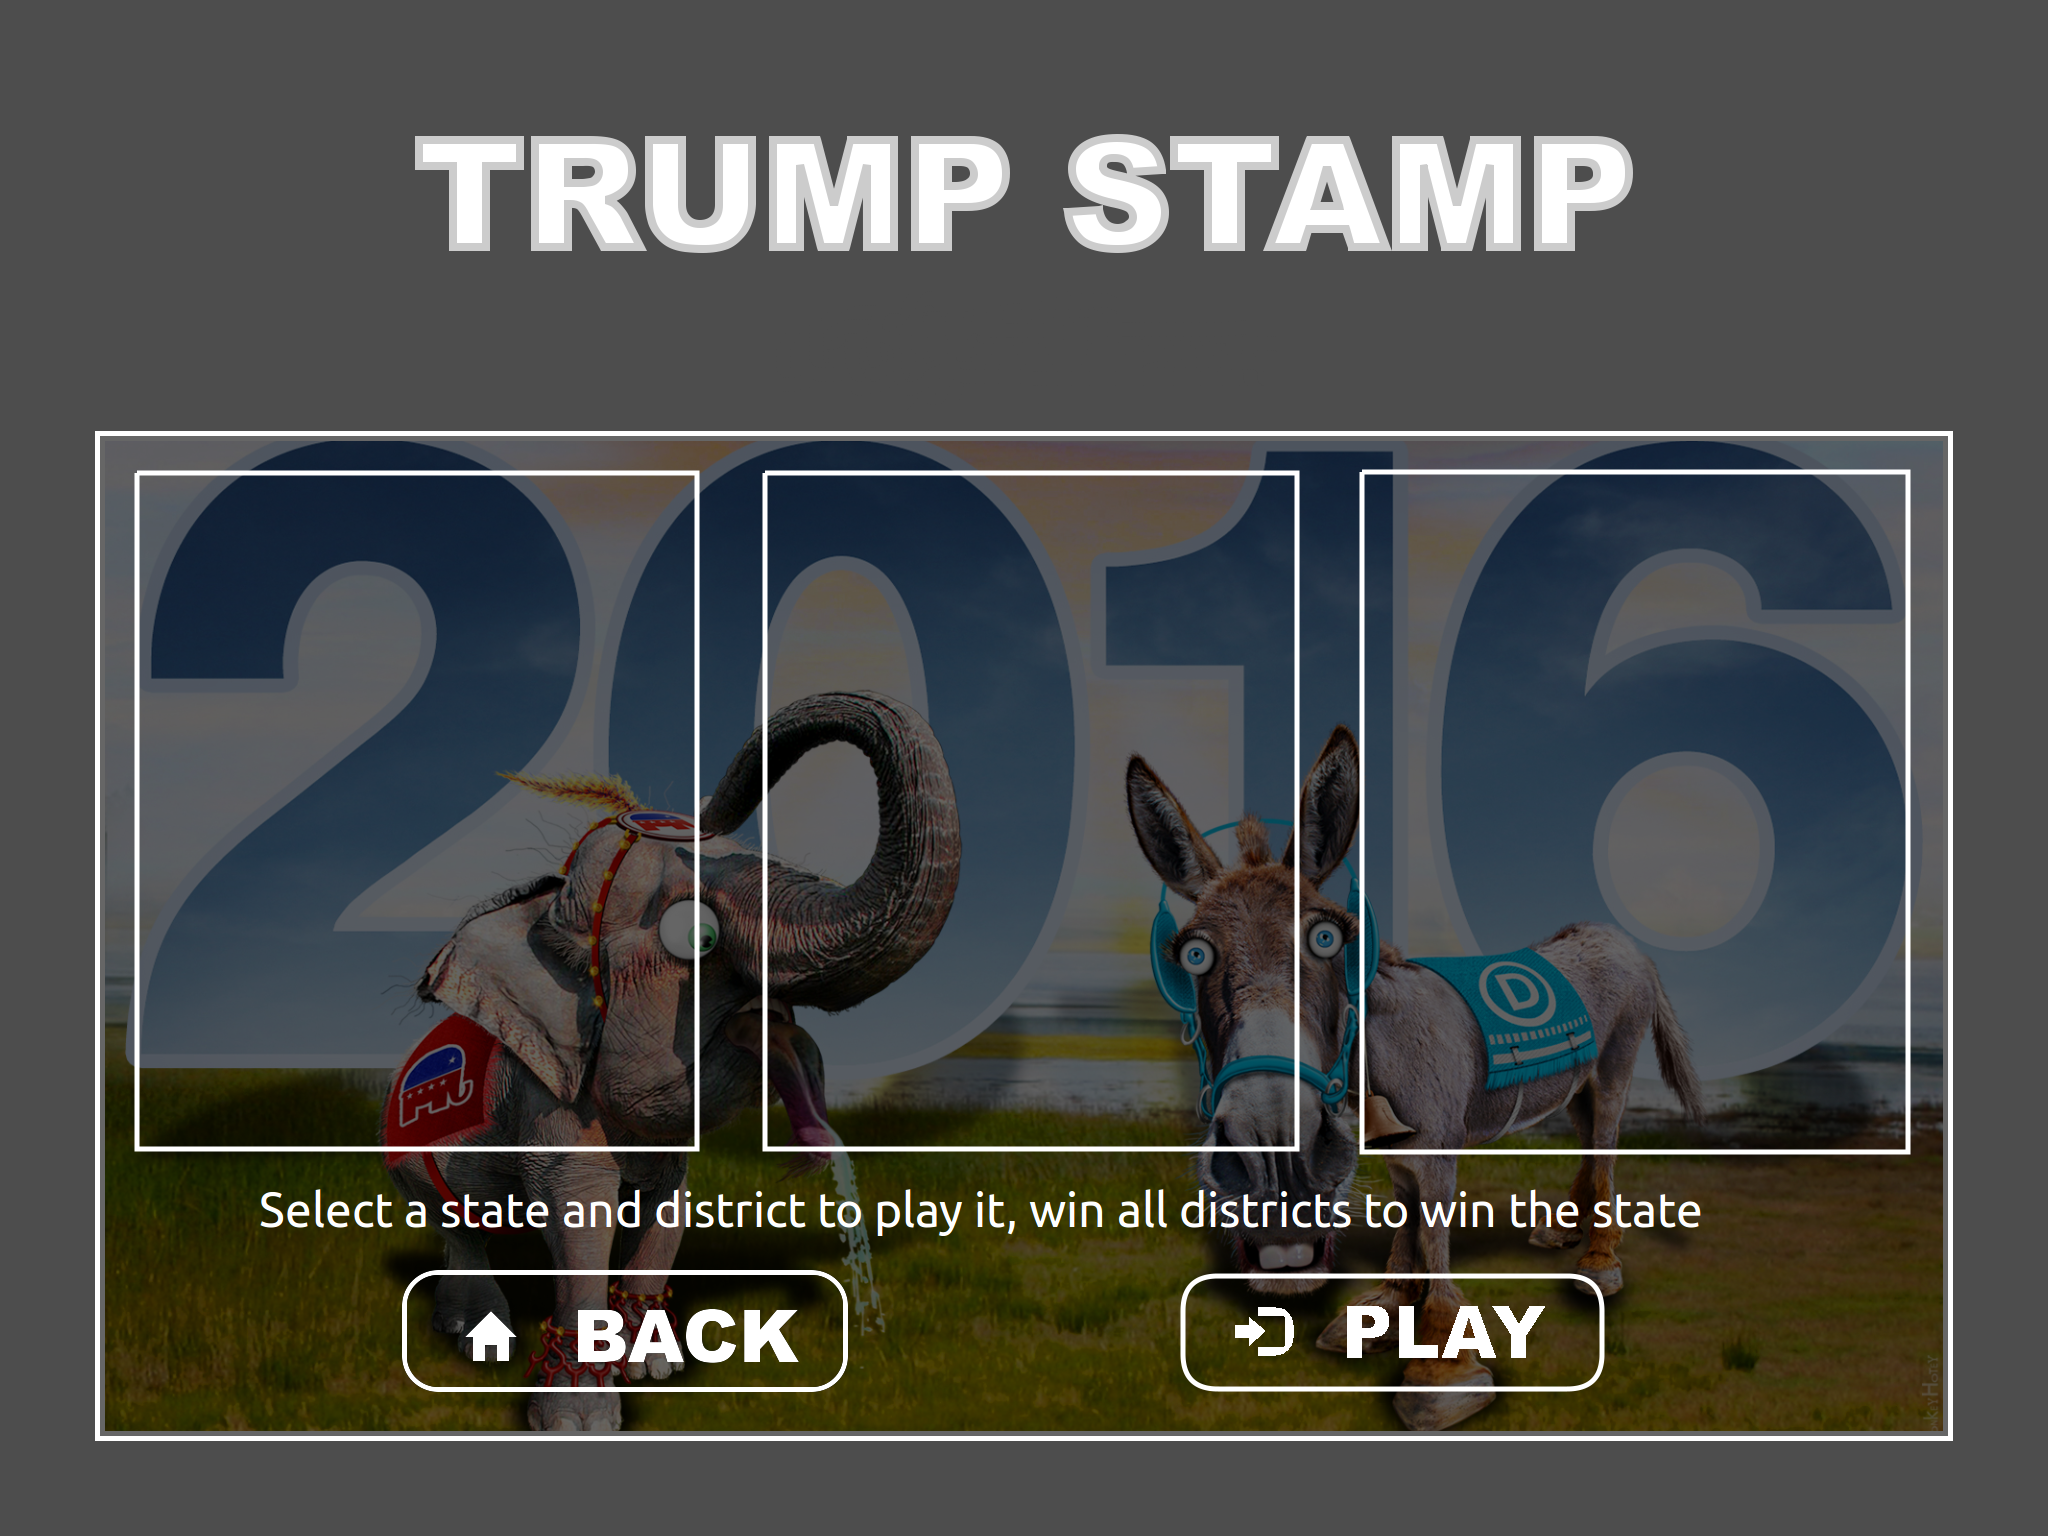 TRUMP STAMP
2016
D
Select a state and district to play it, win all districts to win the state
BACK
PLAY